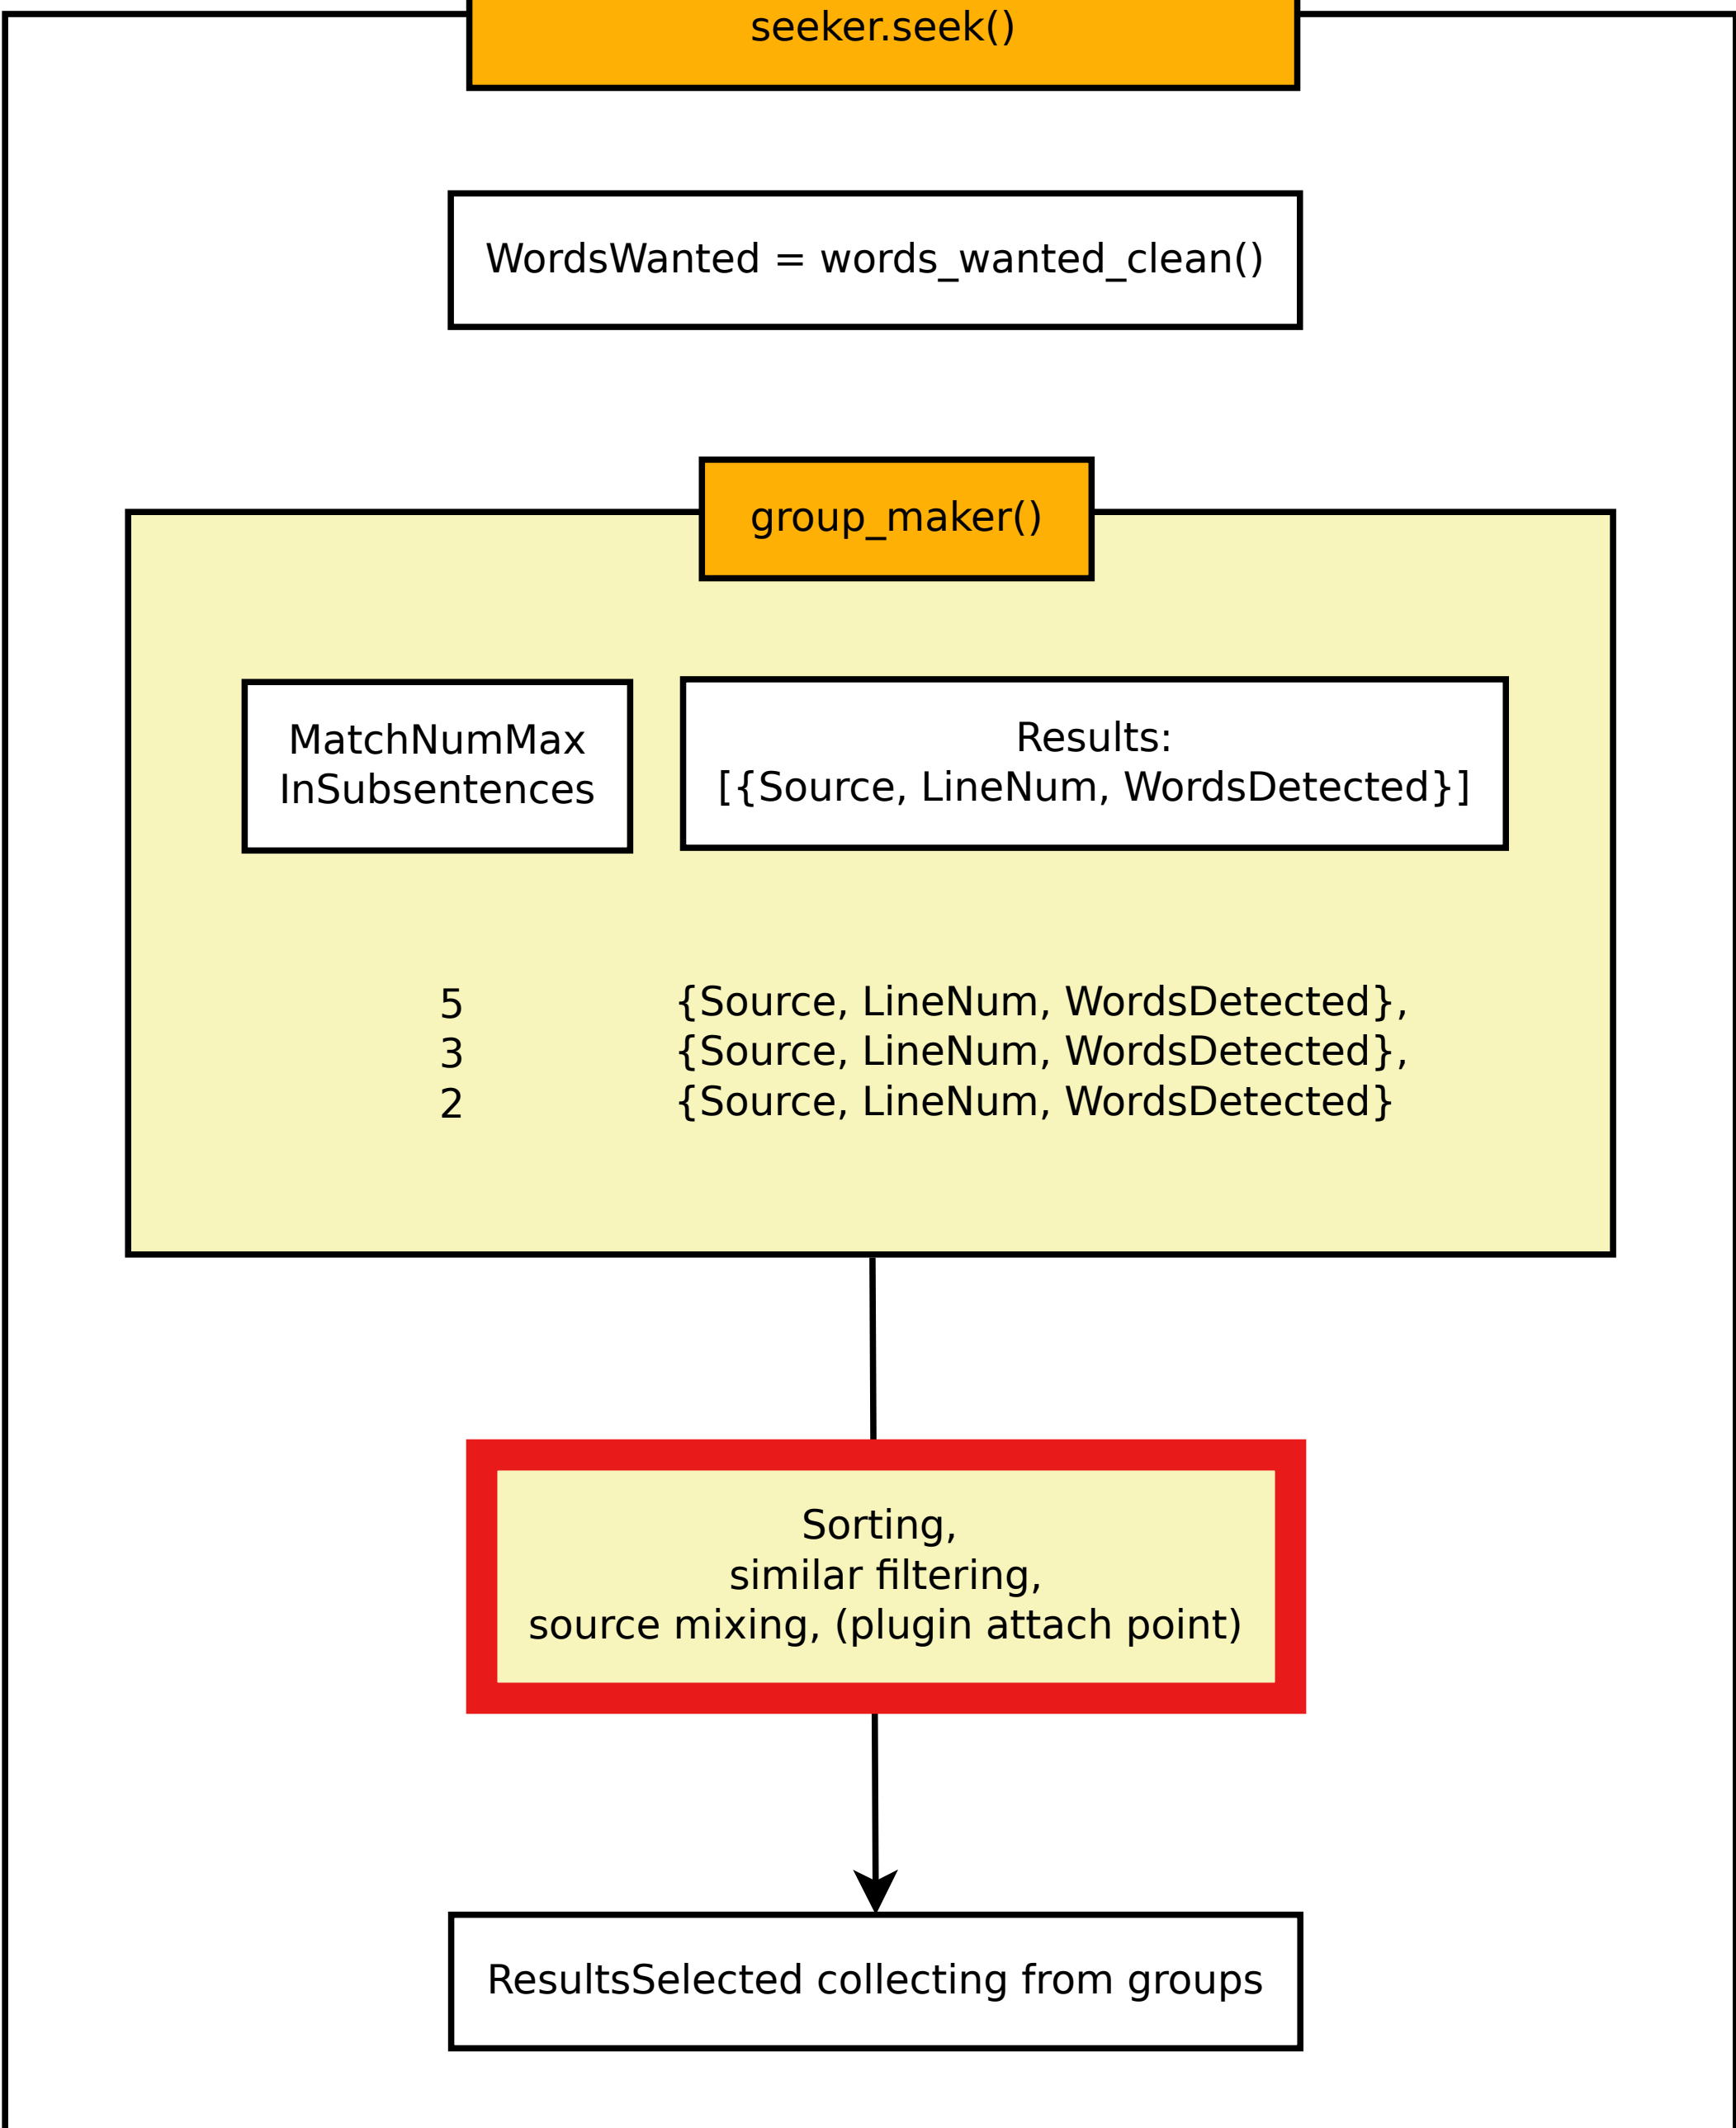 seeker.seek()
WordsWanted = words_wanted_clean()
group_maker()
MatchNumMax
InSubsentences
Results:
[{Source, LineNum, WordsDetected}]
5
{Source, LineNum, WordsDetected},
3
{Source, LineNum, WordsDetected},
2
{Source, LineNum, WordsDetected}
Sorting,
similar filtering,
source mixing, (plugin attach point)
ResultsSelected collecting from groups